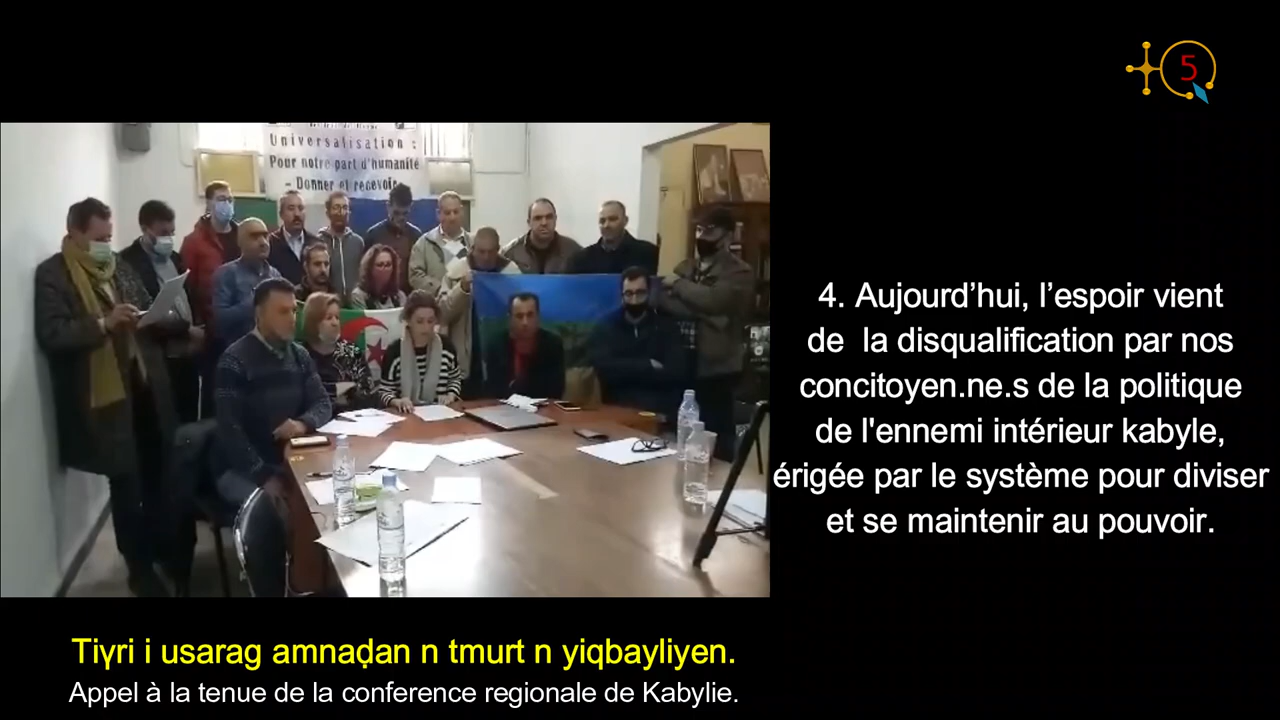 5
Universalisation :
Pour notre part d'humanité
– Donner et recevoir
4. Aujourd’hui, l’espoir vient
de la disqualification par nos
concitoyen.ne.s de la politique
de l'ennemi intérieur kabyle,
érigée par le système pour diviser
et se maintenir au pouvoir.
Tiγri i usarag amnaḍan n tmurt n yiqbayliyen.
Appel à la tenue de la conference regionale de Kabylie.